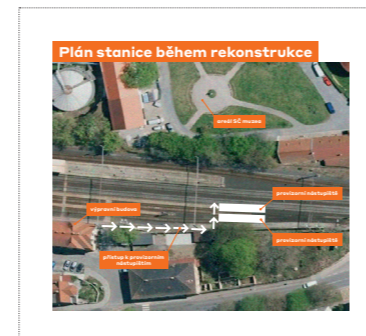 Plán stanice během rekonstrukce
areál SČ muzea
provizorní nástupiště
výpravní budova
provizorní nástupiště
přístup k provizorním
nástupištím